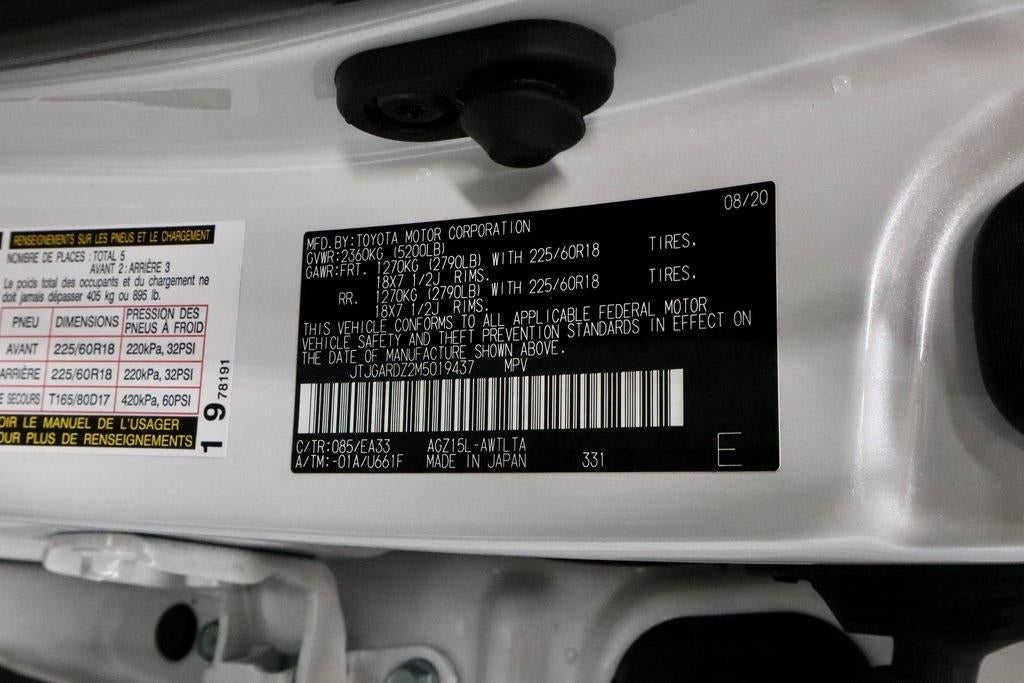 RENSEIGNEMENTS SUR LES PNEUS ET LE CHARGEMENT
NOMBRE DE PLACES : TOTAL 5
AVANT 2 : ARRIÈRE 3
Le poids total des occupants et du chargement ne
doit jamais dépasser 405 kg ou 895 lb.
PNEU DIMENSIONS PRESSION DES PNEUS À FROID
AVANT 225/60R18 220kPa, 32PSI
ARRIÈRE 225/60R18 220kPa, 32PSI
SECOURS T165/80D17 420kPa, 60PSI
LE MANUEL DE L'USAGER
PLUS DE RENSEIGNEMENTS
19 78191
08/20
MFD. BY: TOYOTA MOTOR CORPORATION
GVWR: 2360KG (5200LB)
GAWR: FRT. 1270KG (2790LB) WITH 225/60R18 TIRES,
18X7 1/2J RIMS.
RR. 1270KG (2790LB) WITH 225/60R18 TIRES,
18X7 1/2J RIMS.
THIS VEHICLE CONFORMS TO ALL APPLICABLE FEDERAL MOTOR
VEHICLE SAFETY AND THEFT PREVENTION STANDARDS IN EFFECT ON
THE DATE OF MANUFACTURE SHOWN ABOVE.
JTJGARDZ2M5019437 MPV
C/TR: 085/EA33 AGZ15L-AWTLTA
A/TM: -01A/U661F MADE IN JAPAN 331 E